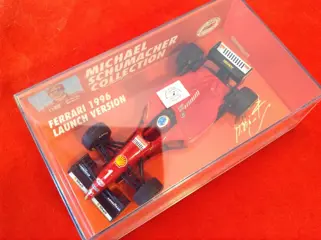 MICHAEL
SCHUMACHER
COLLECTION
FERRARI 1996
LAUNCH VERSION